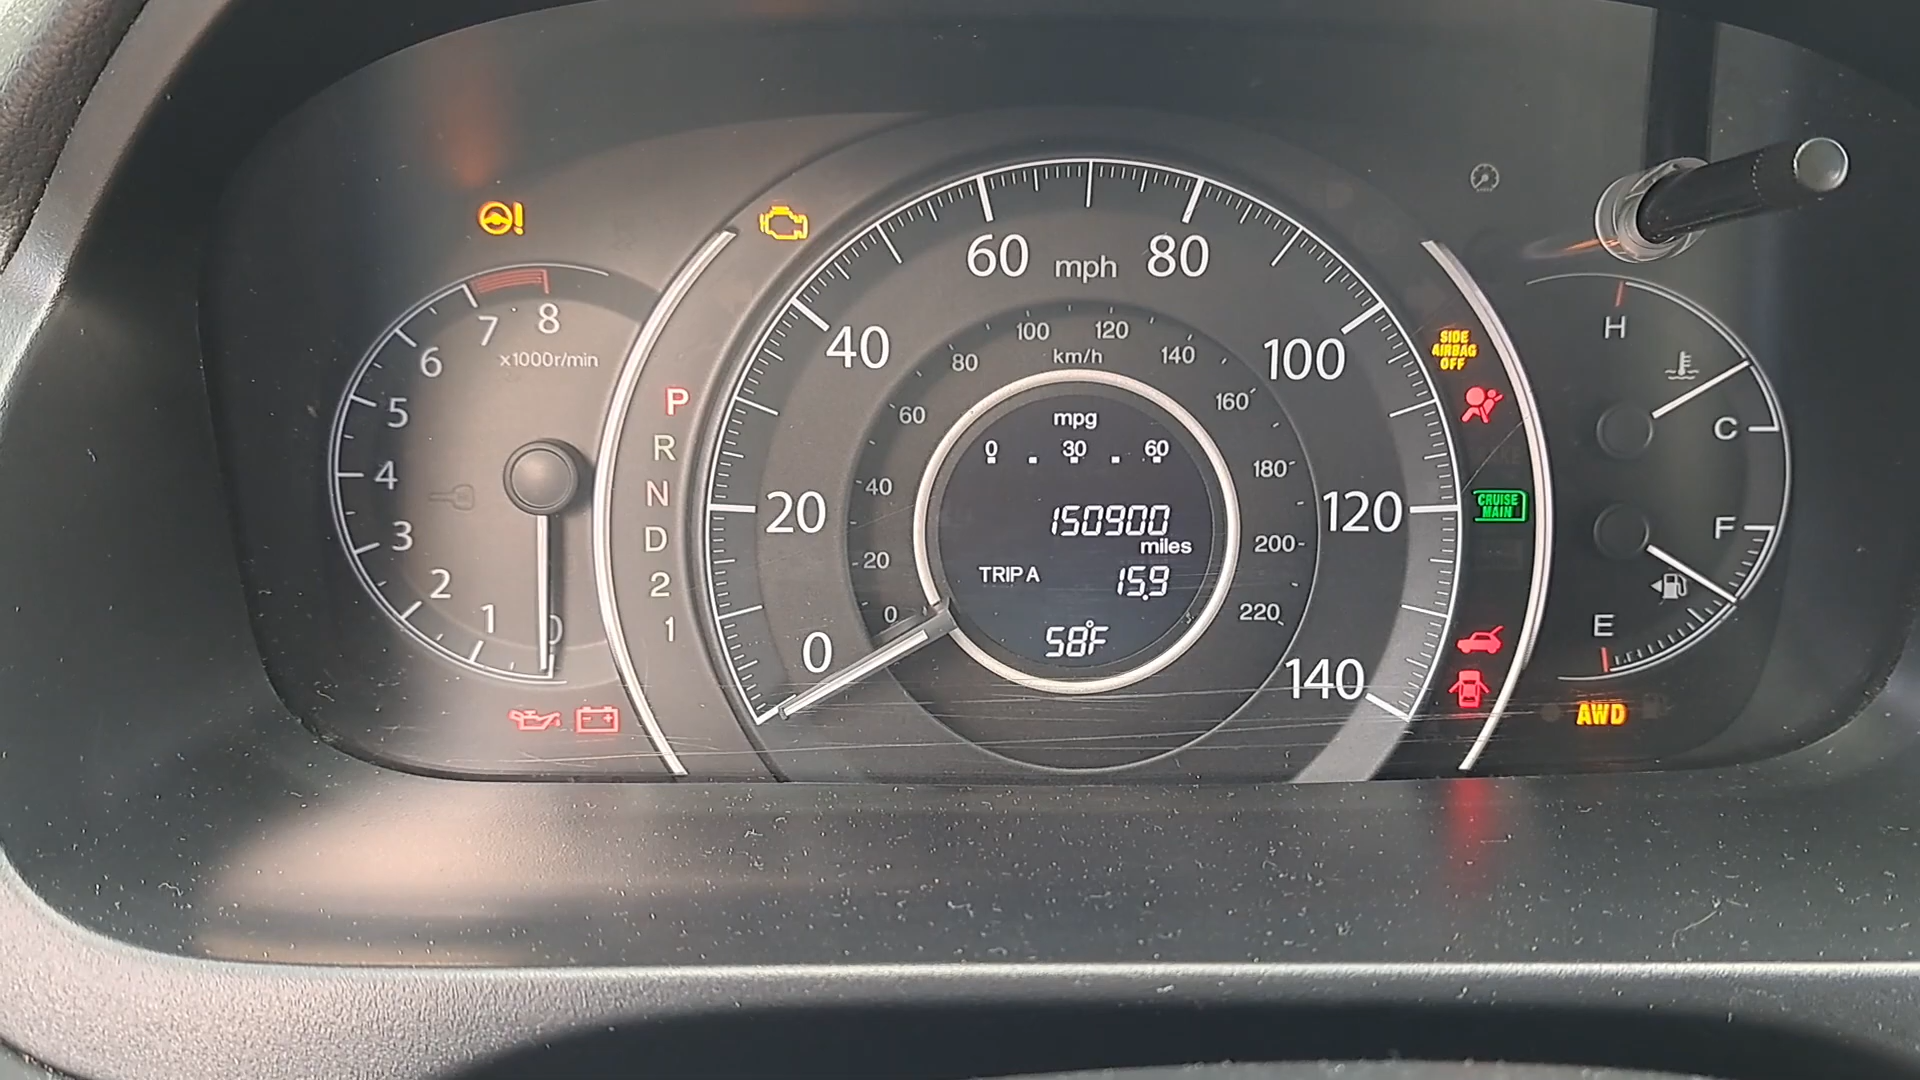 8
7
6
5
4
3
2
1
0
x1000r/min
P
R
N
D
2
1
0
20
40
60
mph
80
100
120
140
0
20
40
60
80
100
km/h
120
140
160
180
200
220
mpg
0 30 60
150900
miles
TRIP A 15.9
58°F
SIDE
AIRBAG
OFF
CRUISE
MAIN
H
C
F
E
AWD